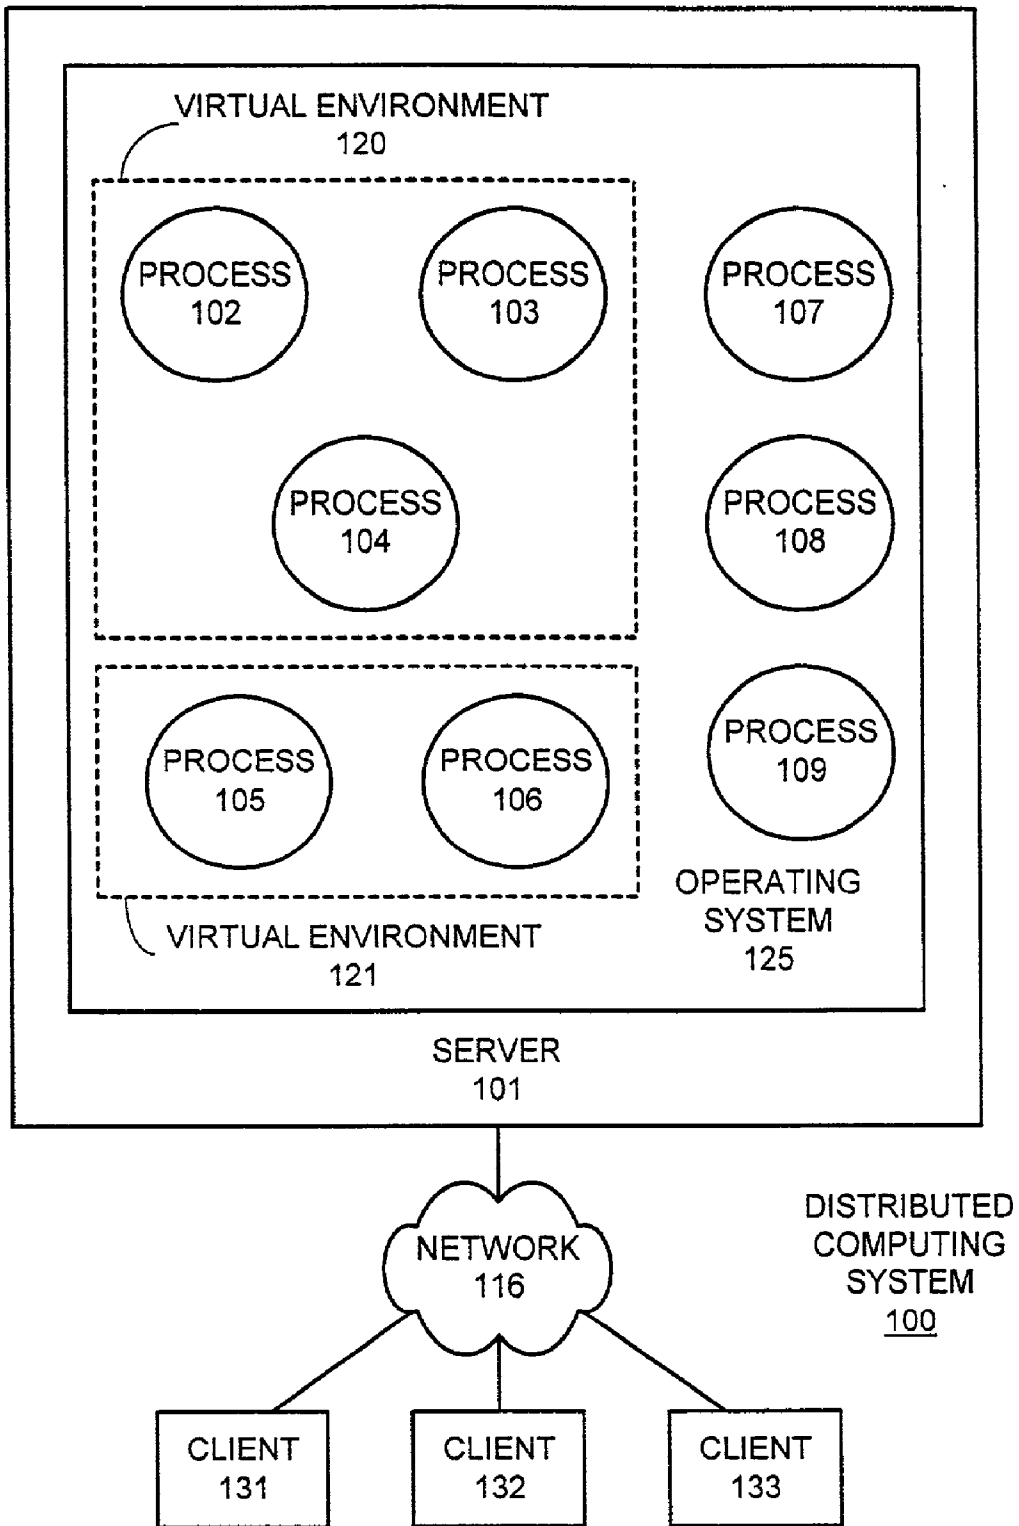 VIRTUAL ENVIRONMENT
120
PROCESS
102
PROCESS
103
PROCESS
107
PROCESS
104
PROCESS
108
PROCESS
105
PROCESS
106
PROCESS
109
OPERATING
SYSTEM
125
VIRTUAL ENVIRONMENT
121
SERVER
101
NETWORK
116
DISTRIBUTED
COMPUTING
SYSTEM
100
CLIENT
131
CLIENT
132
CLIENT
133